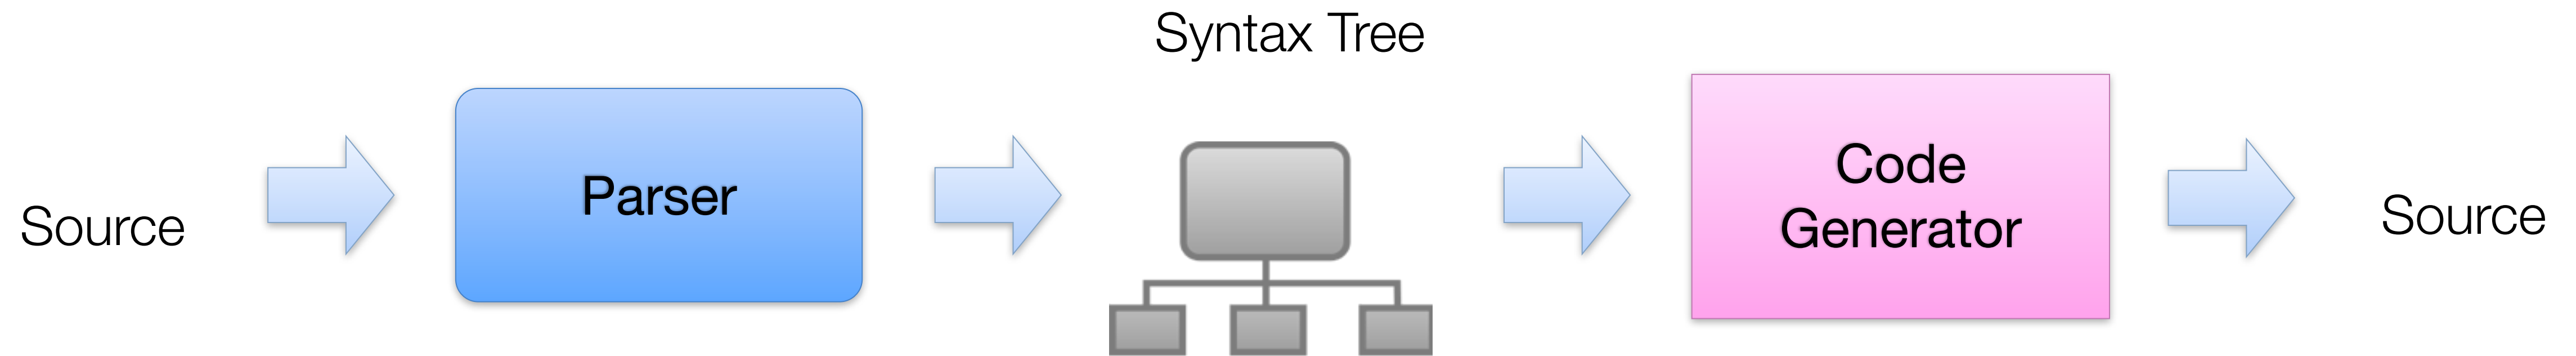 Source
Parser
Syntax Tree
Code
Generator
Source